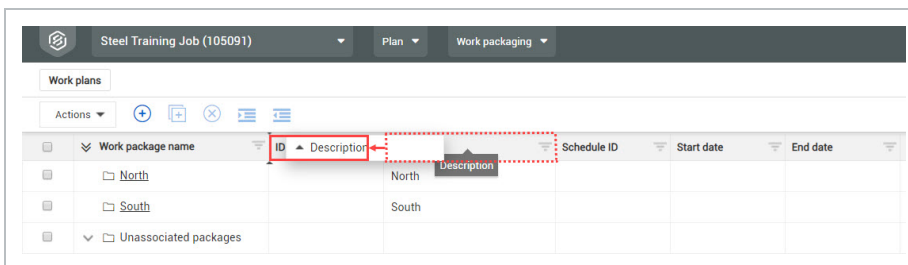 Steel Training Job (105091) Plan Work packaging
Work plans
Actions
Work package name ID Description Schedule ID Start date End date
Description
North North
South South
Unassociated packages